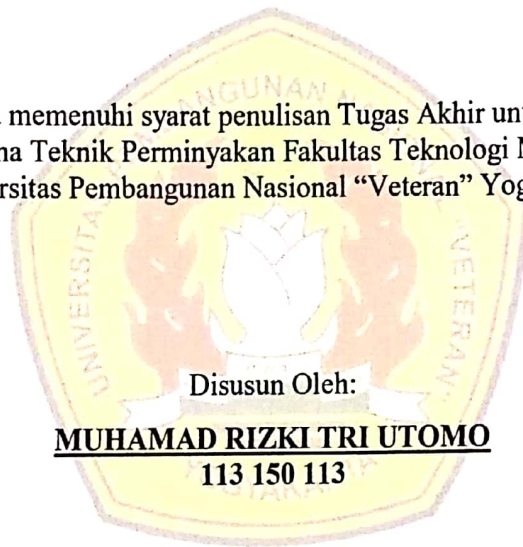 memenuhi syarat penulisan Tugas Akhir
Teknik Perminyakan Fakultas Teknologi
Pembangunan Nasional “Veteran”
Disusun Oleh:
MUHAMAD RIZKI TRI UTOMO
113 150 113